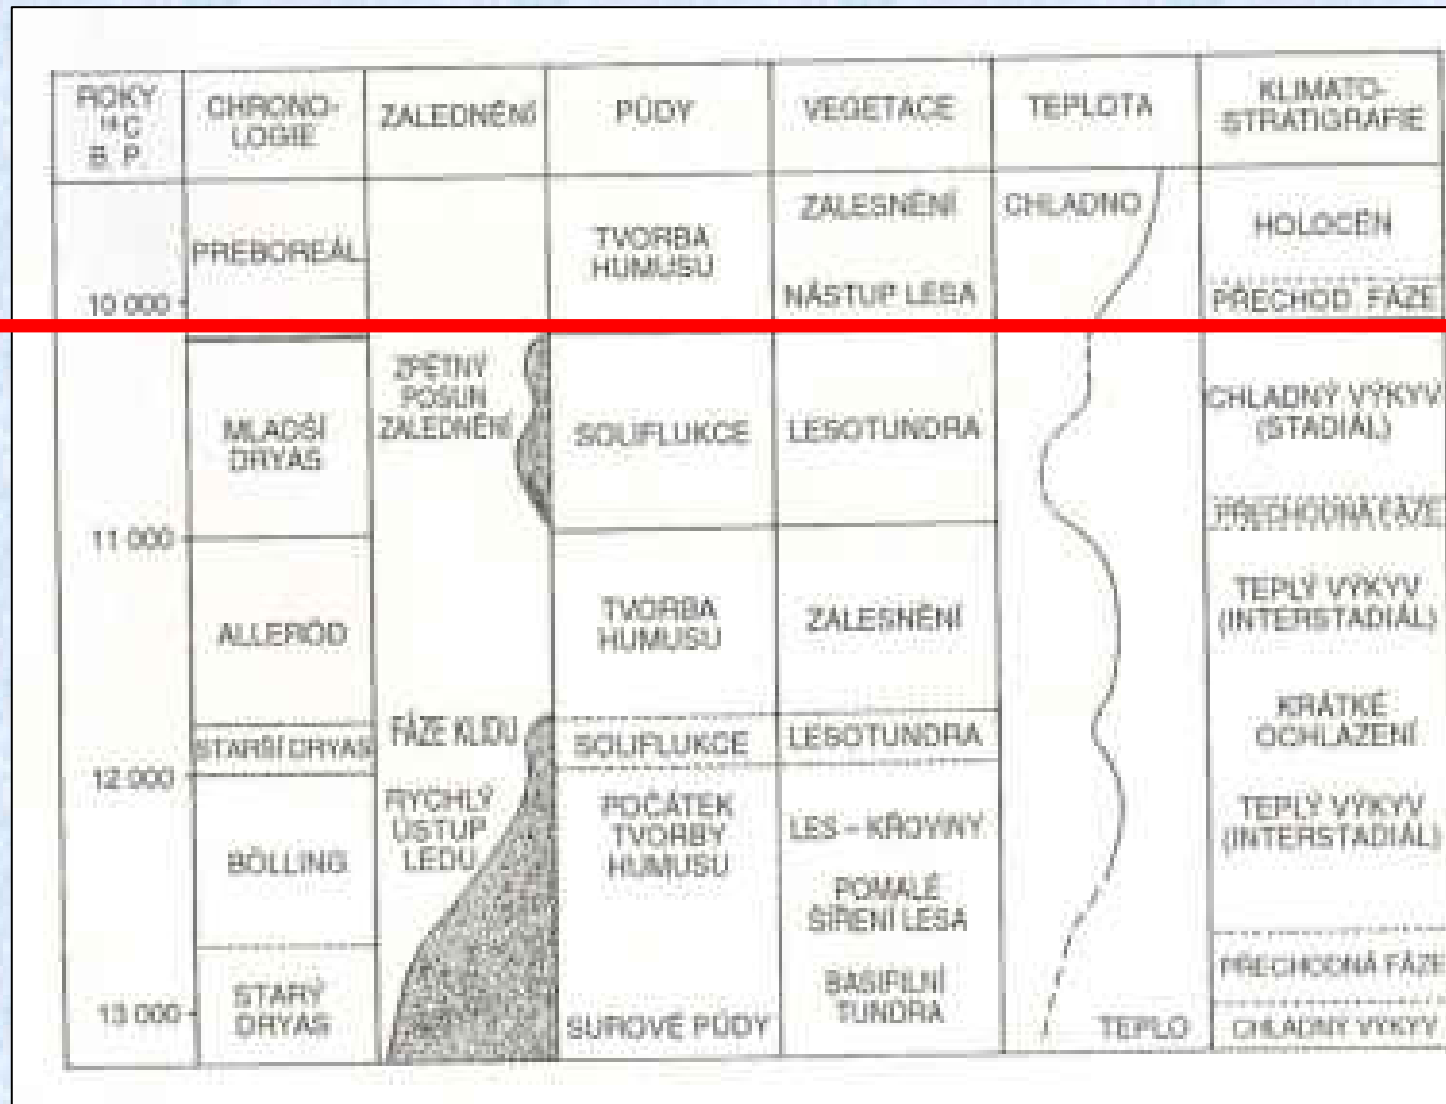 ROKY
¹⁴C
B. P.
CHRONO-
LOGIE
ZALEDNĚNÍ
PŮDY
VEGETACE
TEPLOTA
KLIMATO-
STRATIGRAFIE
10 000
11 000
12 000
13 000
PREBOREÁL
MLADŠÍ
DRYAS
ALLERÖD
STARŠÍ DRYAS
BÖLLING
STARÝ
DRYAS
ZPĚTNÝ
POSUN
ZALEDNĚNÍ
FÁZE KLIDU
RYCHLÝ
ÚSTUP
LEDU
TVORBA
HUMUSU
SOLIFLUKCE
TVORBA
HUMUSU
SOLIFLUKCE
POČÁTEK
TVORBY
HUMUSU
SUROVÉ PŮDY
ZALESNĚNÍ
NÁSTUP LESA
LESOTUNDRA
ZALESNĚNÍ
LESOTUNDRA
LES – KŘOVINY
POMALÉ
ŠÍŘENÍ LESA
BASIFILNÍ
TUNDRA
CHLADNO
TEPLO
HOLOCÉN
PŘECHOD. FÁZE
CHLADNÝ VÝKYV
(STADIÁL)
PŘECHODNÁ FÁZE
TEPLÝ VÝKYV
(INTERSTADIÁL)
KRÁTKÉ
OCHLAZENÍ
TEPLÝ VÝKYV
(INTERSTADIÁL)
PŘECHODNÁ FÁZE
CHLADNÝ VÝKYV